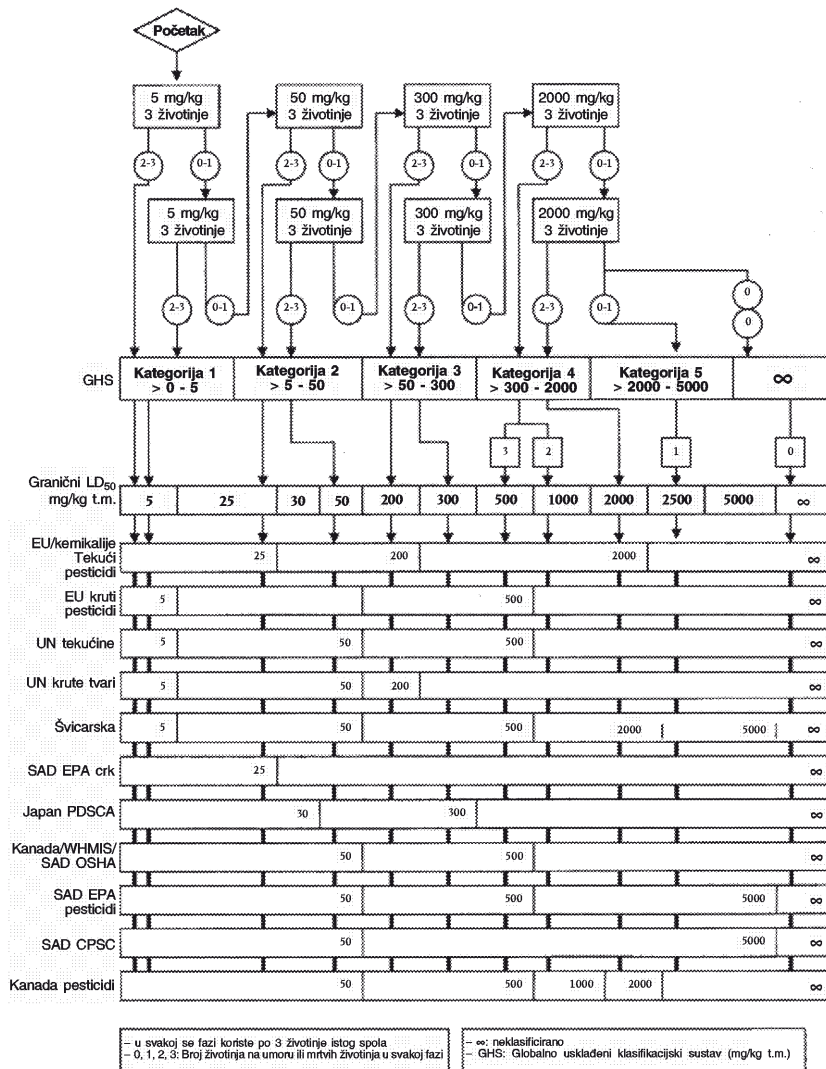 Početak
5 mg/kg 50 mg/kg 300 mg/kg 2000 mg/kg
3 životinje 3 životinje 3 životinje 3 životinje
2-3 0-1 2-3 0-1 2-3 0-1 2-3 0-1
5 mg/kg 50 mg/kg 300 mg/kg 2000 mg/kg
3 životinje 3 životinje 3 životinje 3 životinje
0
2-3 0-1 2-3 0-1 2-3 0-1 2-3 0-1
0
GHS
Kategorija 1
> 0 - 5
Kategorija 2
> 5 - 50
Kategorija 3
> 50 - 300
Kategorija 4
> 300 - 2000
Kategorija 5
> 2000 - 5000
∞
3 2 1 0
Granični LD50
mg/kg t.m.
5 25 30 50 200 300 500 1000 2000 2500 5000 ∞
EU/kemikalije
Tekući
pesticidi
25 200 2000 ∞
EU kruti
pesticidi
5 500 ∞
UN tekućine 5 50 500 ∞
UN krute tvari 5 50 200 ∞
Švicarska 5 50 500 2000 5000 ∞
SAD EPA crk 25 ∞
Japan PDSCA 30 300 ∞
Kanada/WHMIS/
SAD OSHA
50 500 ∞
SAD EPA
pesticidi
50 500 5000 ∞
SAD CPSC 50 5000 ∞
Kanada pesticidi 50 500 1000 2000 ∞
– u svakoj se fazi koriste po 3 životinje istog spola
– 0, 1, 2, 3: Broj životinja na umoru ili mrtvih životinja u svakoj fazi
– ∞: neklasificirano
– GHS: Globalno usklađeni klasifikacijski sustav (mg/kg t.m.)